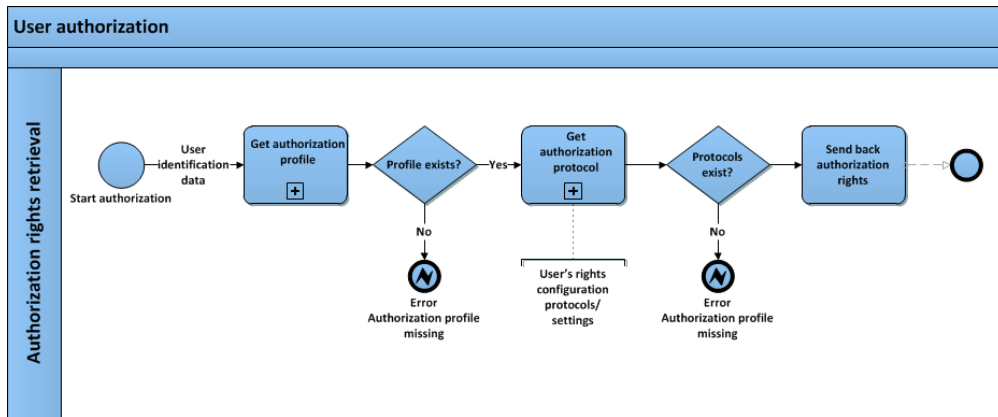 User authorization
Authorization rights retrieval
Start authorization
User
identification
data
Get authorization
profile
Profile exists?
Yes
Get
authorization
protocol
Protocols
exist?
Send back
authorization
rights
No
Error
Authorization profile
missing
User's rights
configuration
protocols/
settings
No
Error
Authorization profile
missing